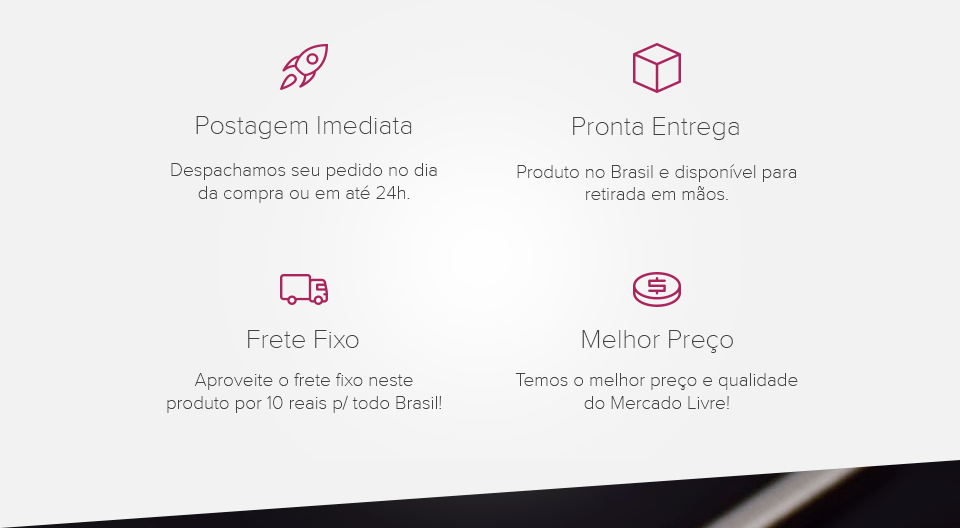 Postagem Imediata
Despachamos seu pedido no dia
da compra ou em até 24h.
Pronta Entrega
Produto no Brasil e disponível para
retirada em mãos.
Frete Fixo
Aproveite o frete fixo neste
produto por 10 reais p/ todo Brasil!
Melhor Preço
Temos o melhor preço e qualidade
do Mercado Livre!